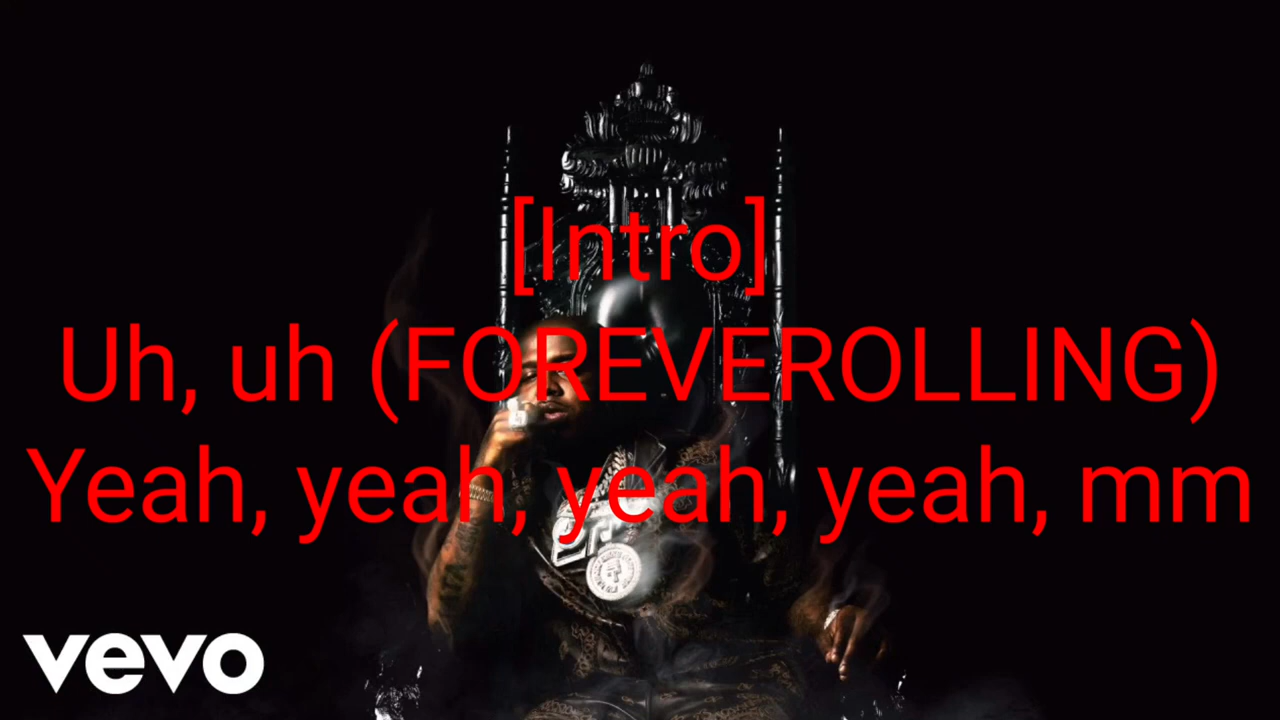 [Intro]
Uh, uh (FOREVEROLLING)
Yeah, yeah, yeah, yeah, mm
vevo